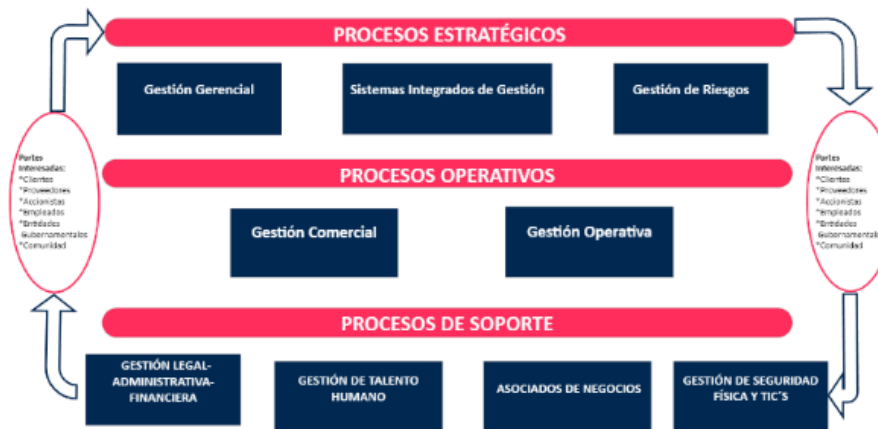 PROCESOS ESTRATÉGICOS
Gestión Gerencial
Sistemas Integrados de Gestión
Gestión de Riesgos
Partes
Interesadas:
*Clientes
*Proveedores
*Accionistas
*Empleados
*Entidades
Gubernamentales
*Comunidad
PROCESOS OPERATIVOS
Gestión Comercial
Gestión Operativa
Partes
Interesadas:
*Clientes
*Proveedores
*Accionistas
*Empleados
*Entidades
Gubernamentales
*Comunidad
PROCESOS DE SOPORTE
GESTIÓN LEGAL-
ADMINISTRATIVA-
FINANCIERA
GESTIÓN DE TALENTO
HUMANO
ASOCIADOS DE NEGOCIOS
GESTIÓN DE SEGURIDAD
FÍSICA Y TIC´S